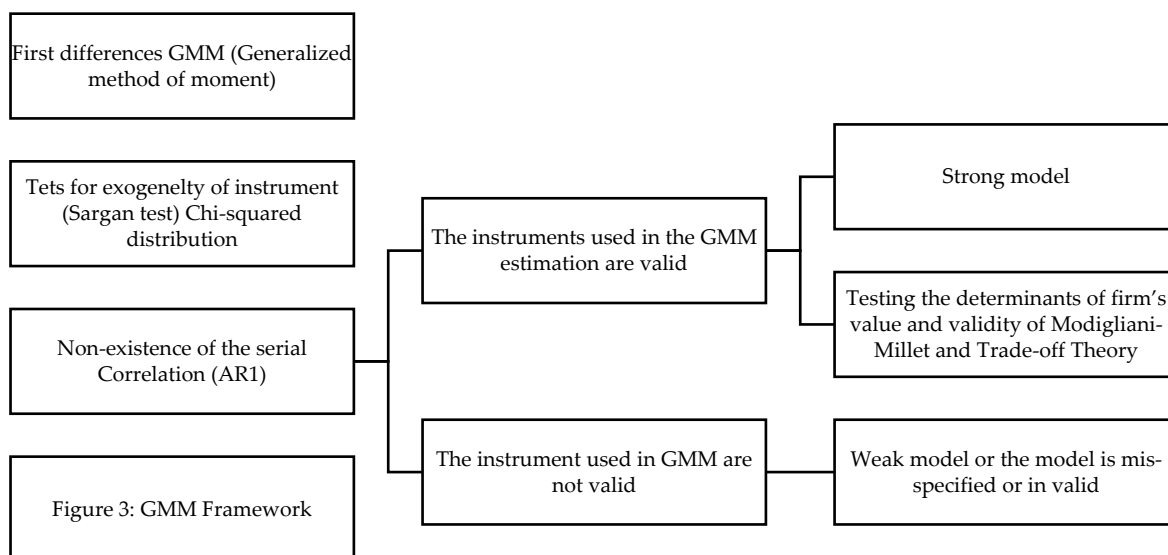 First differences GMM (Generalized
method of moment)
Tets for exogenelty of instrument
(Sargan test) Chi-squared
distribution
Non-existence of the serial
Correlation (AR1)
Figure 3: GMM Framework
The instruments used in the GMM
estimation are valid
The instrument used in GMM are
not valid
Strong model
Testing the determinants of firm’s
value and validity of Modigliani-
Millet and Trade-off Theory
Weak model or the model is mis-
specified or in valid